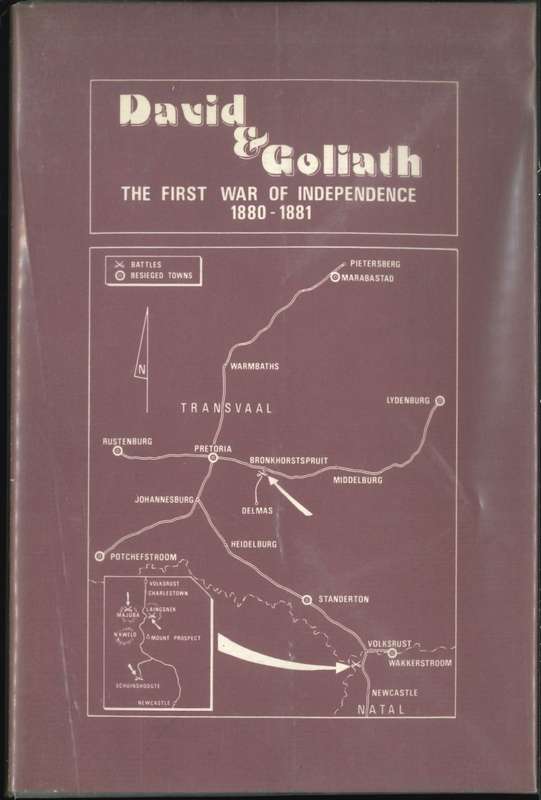 David
&
Goliath
THE FIRST WAR OF INDEPENDENCE
1880 - 1881
BATTLES
BESIEGED TOWNS
PIETERSBERG
MARABASTAD
N
WARMBATHS
LYDENBURG
TRANSVAAL
RUSTENBURG
PRETORIA
BRONKHORSTSPRUIT
MIDDELBURG
JOHANNESBURG
DELMAS
HEIDELBURG
POTCHEFSTROOM
VOLKSRUST
CHARLESTOWN
MAJUBA
LAINGSNEK
MOUNT PROSPECT
SCHUINSHOOGTE
NEWCASTLE
STANDERTON
VOLKSRUST
WAKKERSTROOM
NEWCASTLE
NATAL